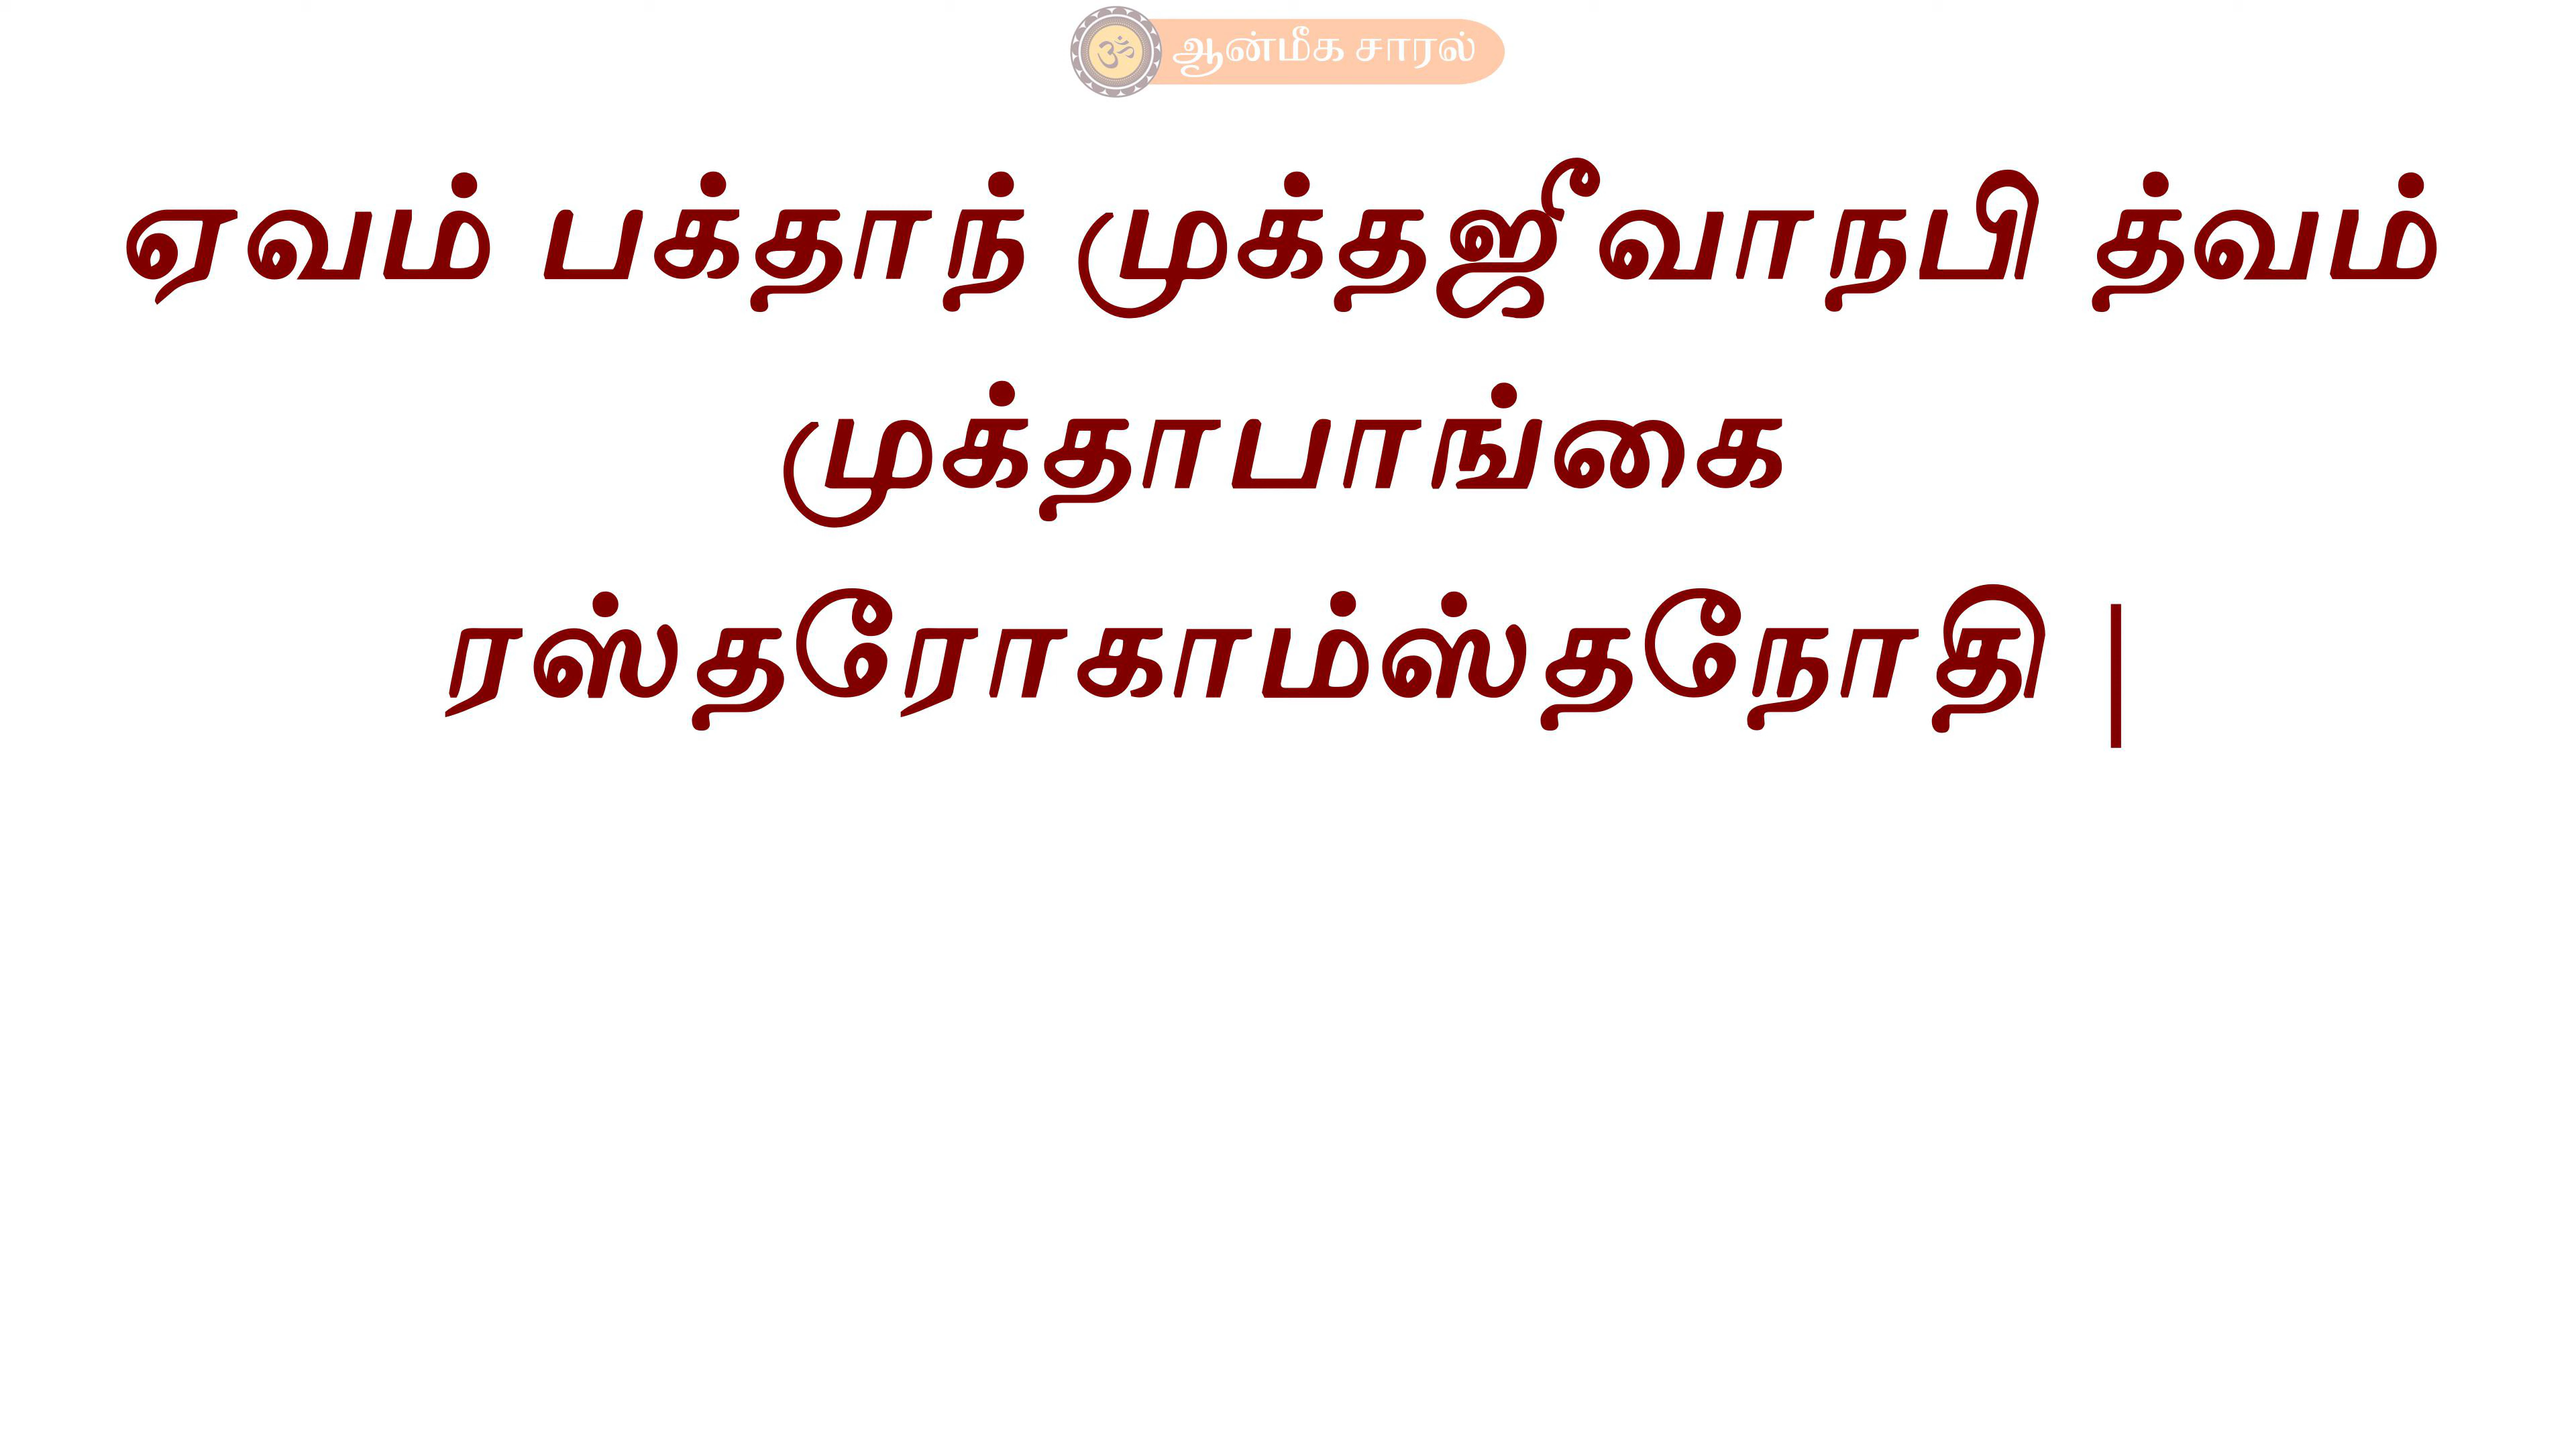 ஆன்மீக சாரல்
ஏவம் பக்தாந் முக்தஜீவாநபி த்வம்
முக்தாபாங்கை
ரஸ்தரோகாம்ஸ்தநோதி |